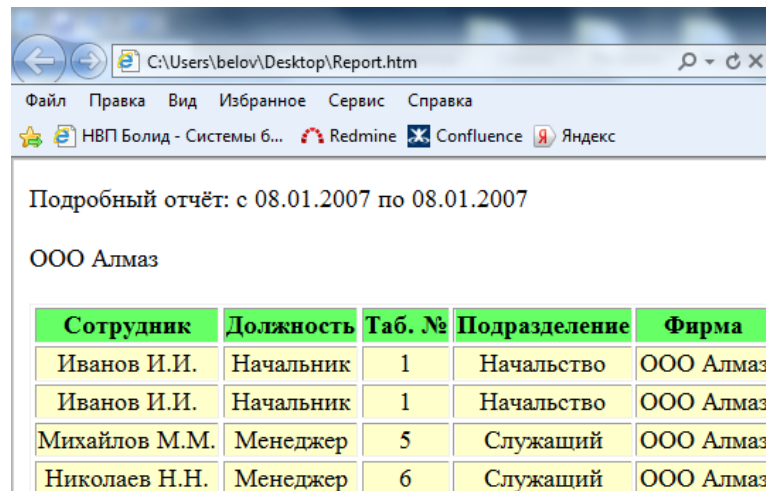 C:\Users\belov\Desktop\Report.htm
Файл Правка Вид Избранное Сервис Справка
НВП Болид - Системы б... Redmine Confluence Я Яндекс
Подробный отчёт: с 08.01.2007 по 08.01.2007
ООО Алмаз
Сотрудник Должность Таб. № Подразделение Фирма
Иванов И.И. Начальник 1 Начальство ООО Алмаз
Иванов И.И. Начальник 1 Начальство ООО Алмаз
Михайлов М.М. Менеджер 5 Служащий ООО Алмаз
Николаев Н.Н. Менеджер 6 Служащий ООО Алмаз